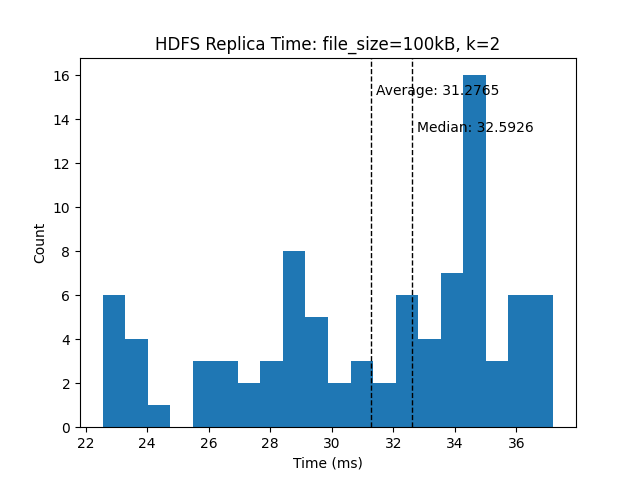 HDFS Replica Time: file_size=100kB, k=2
16
14
12
10
8
6
4
2
0
Count
Average: 31.2765
Median: 32.5926
22 24 26 28 30 32 34 36
Time (ms)